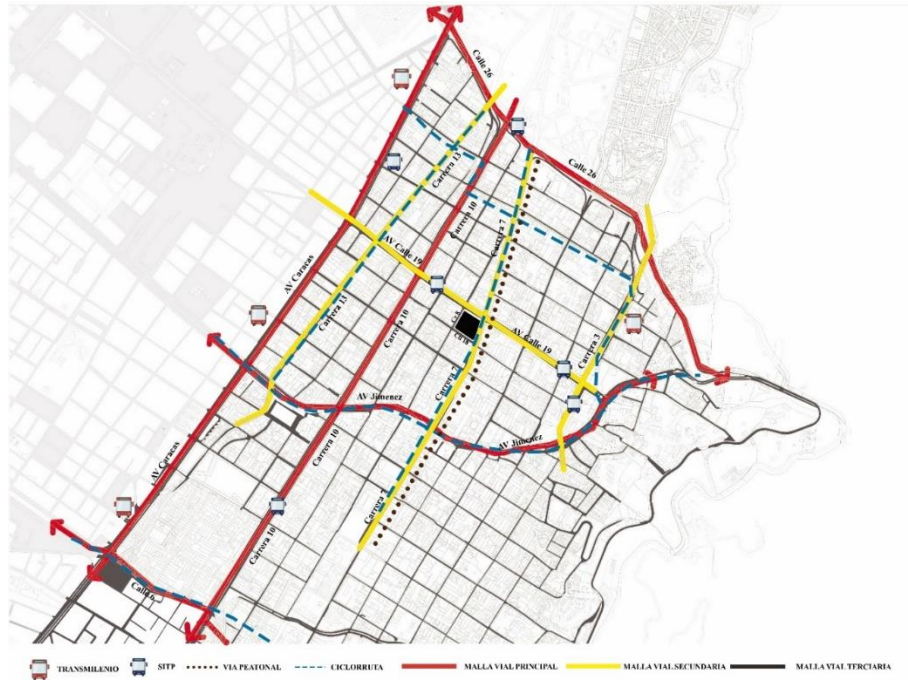 Calle 26
Calle 26
Carrera 13
Carrera 10
Carrera 7
AV Calle 19
AV Caracas
Carrera 13
Carrera 10
AV Calle 19
Carrera 3
Carrera 7
AV Jimenez
AV Jimenez
Carrera 10
AV Caracas
Carrera 7
Carrera 10
Calle 6
TRANSMILENIO
SITP
VIA PEATONAL
CICLORRUTA
MALLA VIAL PRINCIPAL
MALLA VIAL SECUNDARIA
MALLA VIAL TERCIARIA